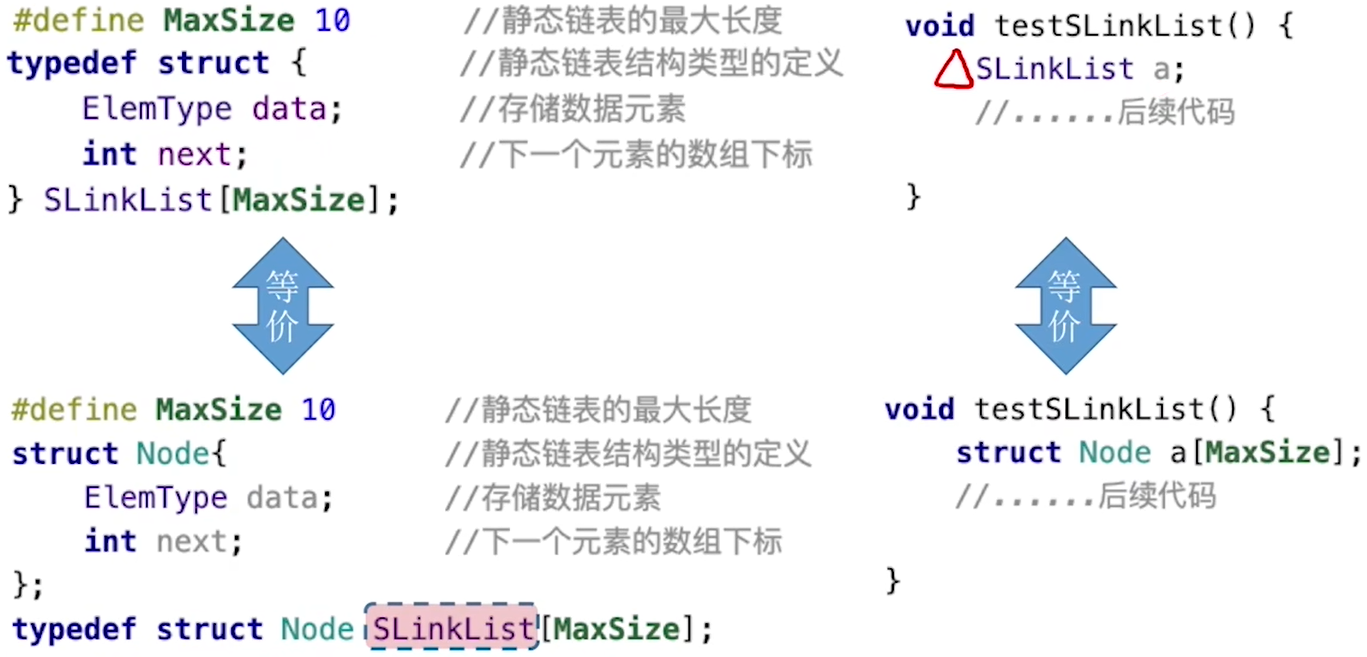 #define MaxSize 10 //静态链表的最大长度
typedef struct { //静态链表结构类型的定义
ElemType data; //存储数据元素
int next; //下一个元素的数组下标
} SLinkList[MaxSize];
void testSLinkList() {
SLinkList a;
//......后续代码
}
等
价
等
价
#define MaxSize 10 //静态链表的最大长度
struct Node{ //静态链表结构类型的定义
ElemType data; //存储数据元素
int next; //下一个元素的数组下标
};
typedef struct Node SLinkList[MaxSize];
void testSLinkList() {
struct Node a[MaxSize];
//......后续代码
}